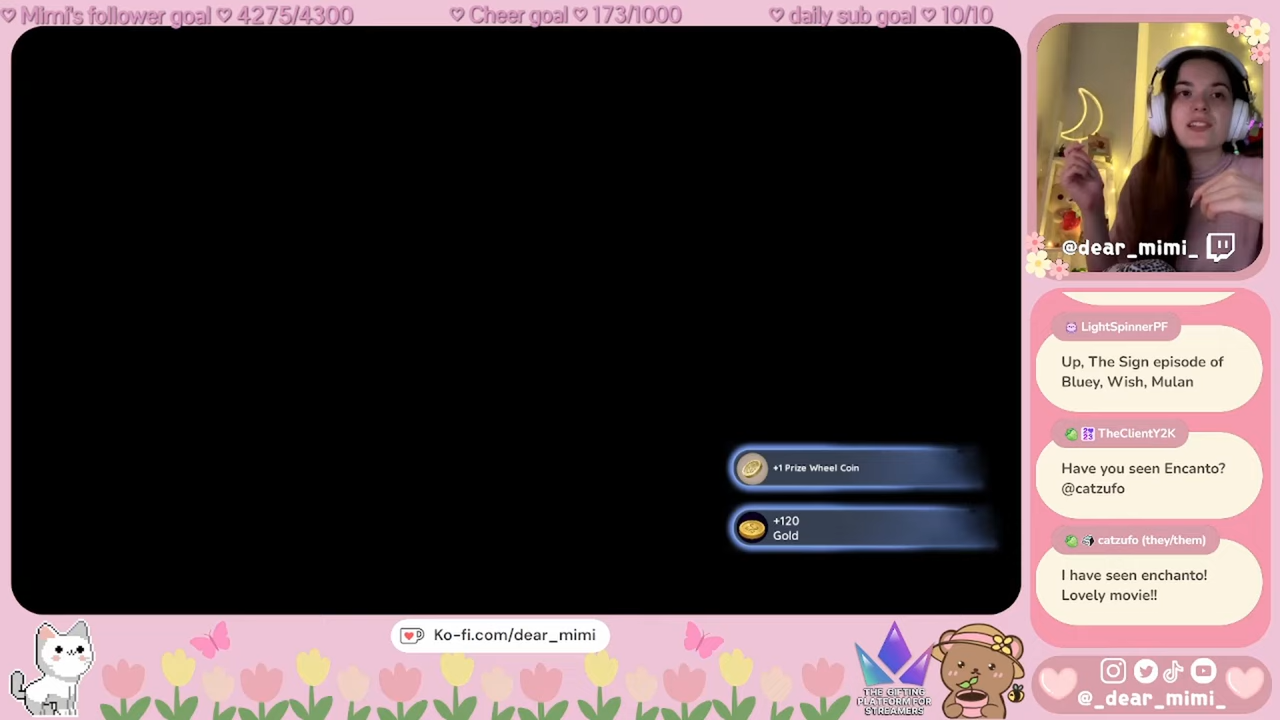 ♡ Mimi's follower goal ♡ 4275/4300
♡ Cheer goal ♡ 173/1000
♡ daily sub goal ♡ 10/10
@dear_mimi_
LightSpinnerPF
Up, The Sign episode of
Bluey, Wish, Mulan
TheClientY2K
Have you seen Encanto?
@catzufo
catzufo (they/them)
I have seen enchanto!
Lovely movie!!
+1 Prize Wheel Coin
+120
Gold
Ko-fi.com/dear_mimi
THE GIFTING
PLATFORM FOR
STREAMERS
@_dear_mimi_